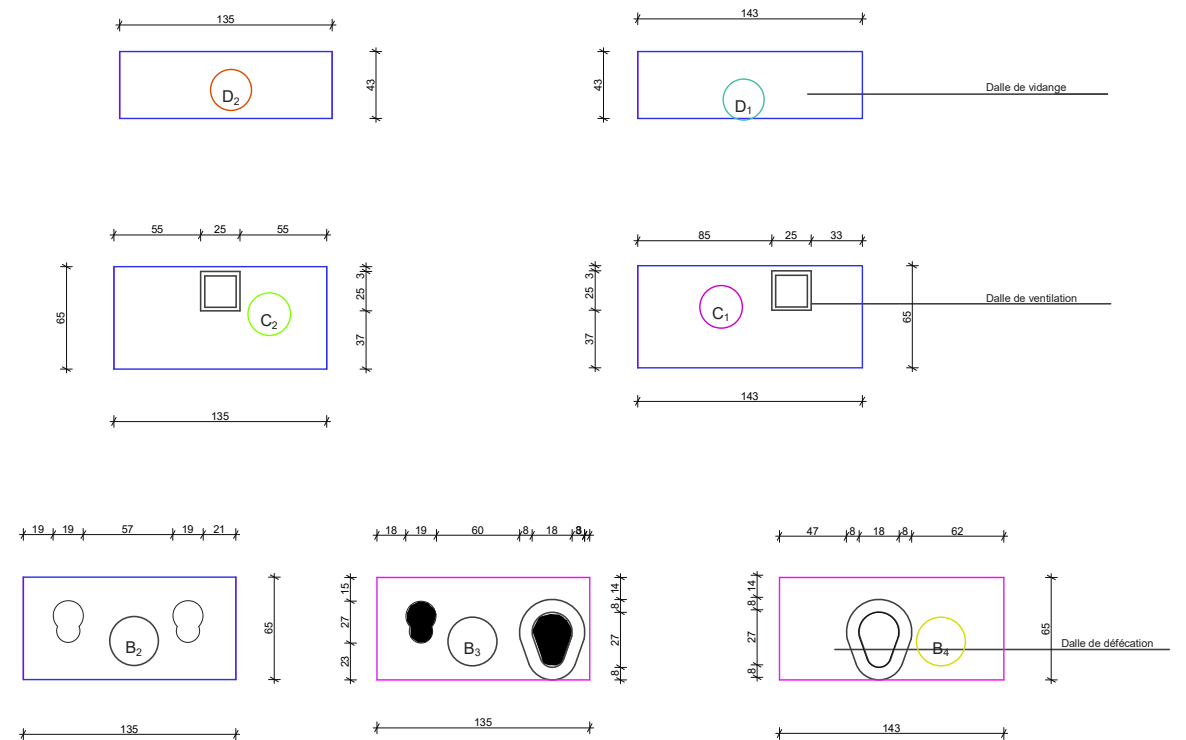 135
143
43
D2
43
D1
Dalle de vidange
55 25 55
85 25 33
65
C2
3
25
37
3
25
37
C1
Dalle de ventilation
65
135
143
19 19 57 19 21
18 19 60 8 18 8 3
47 8 18 8 62
B2
65
15
27
23
B3
14
8
27
8
14
8
27
8
B4
65
Dalle de défécation
135
135
143